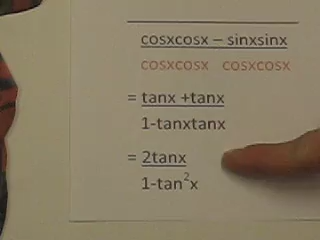 cosxcosx – sinxsinx
cosxcosx cosxcosx
= tanx +tanx
1-tanxtanx
= 2tanx
1-tan²x